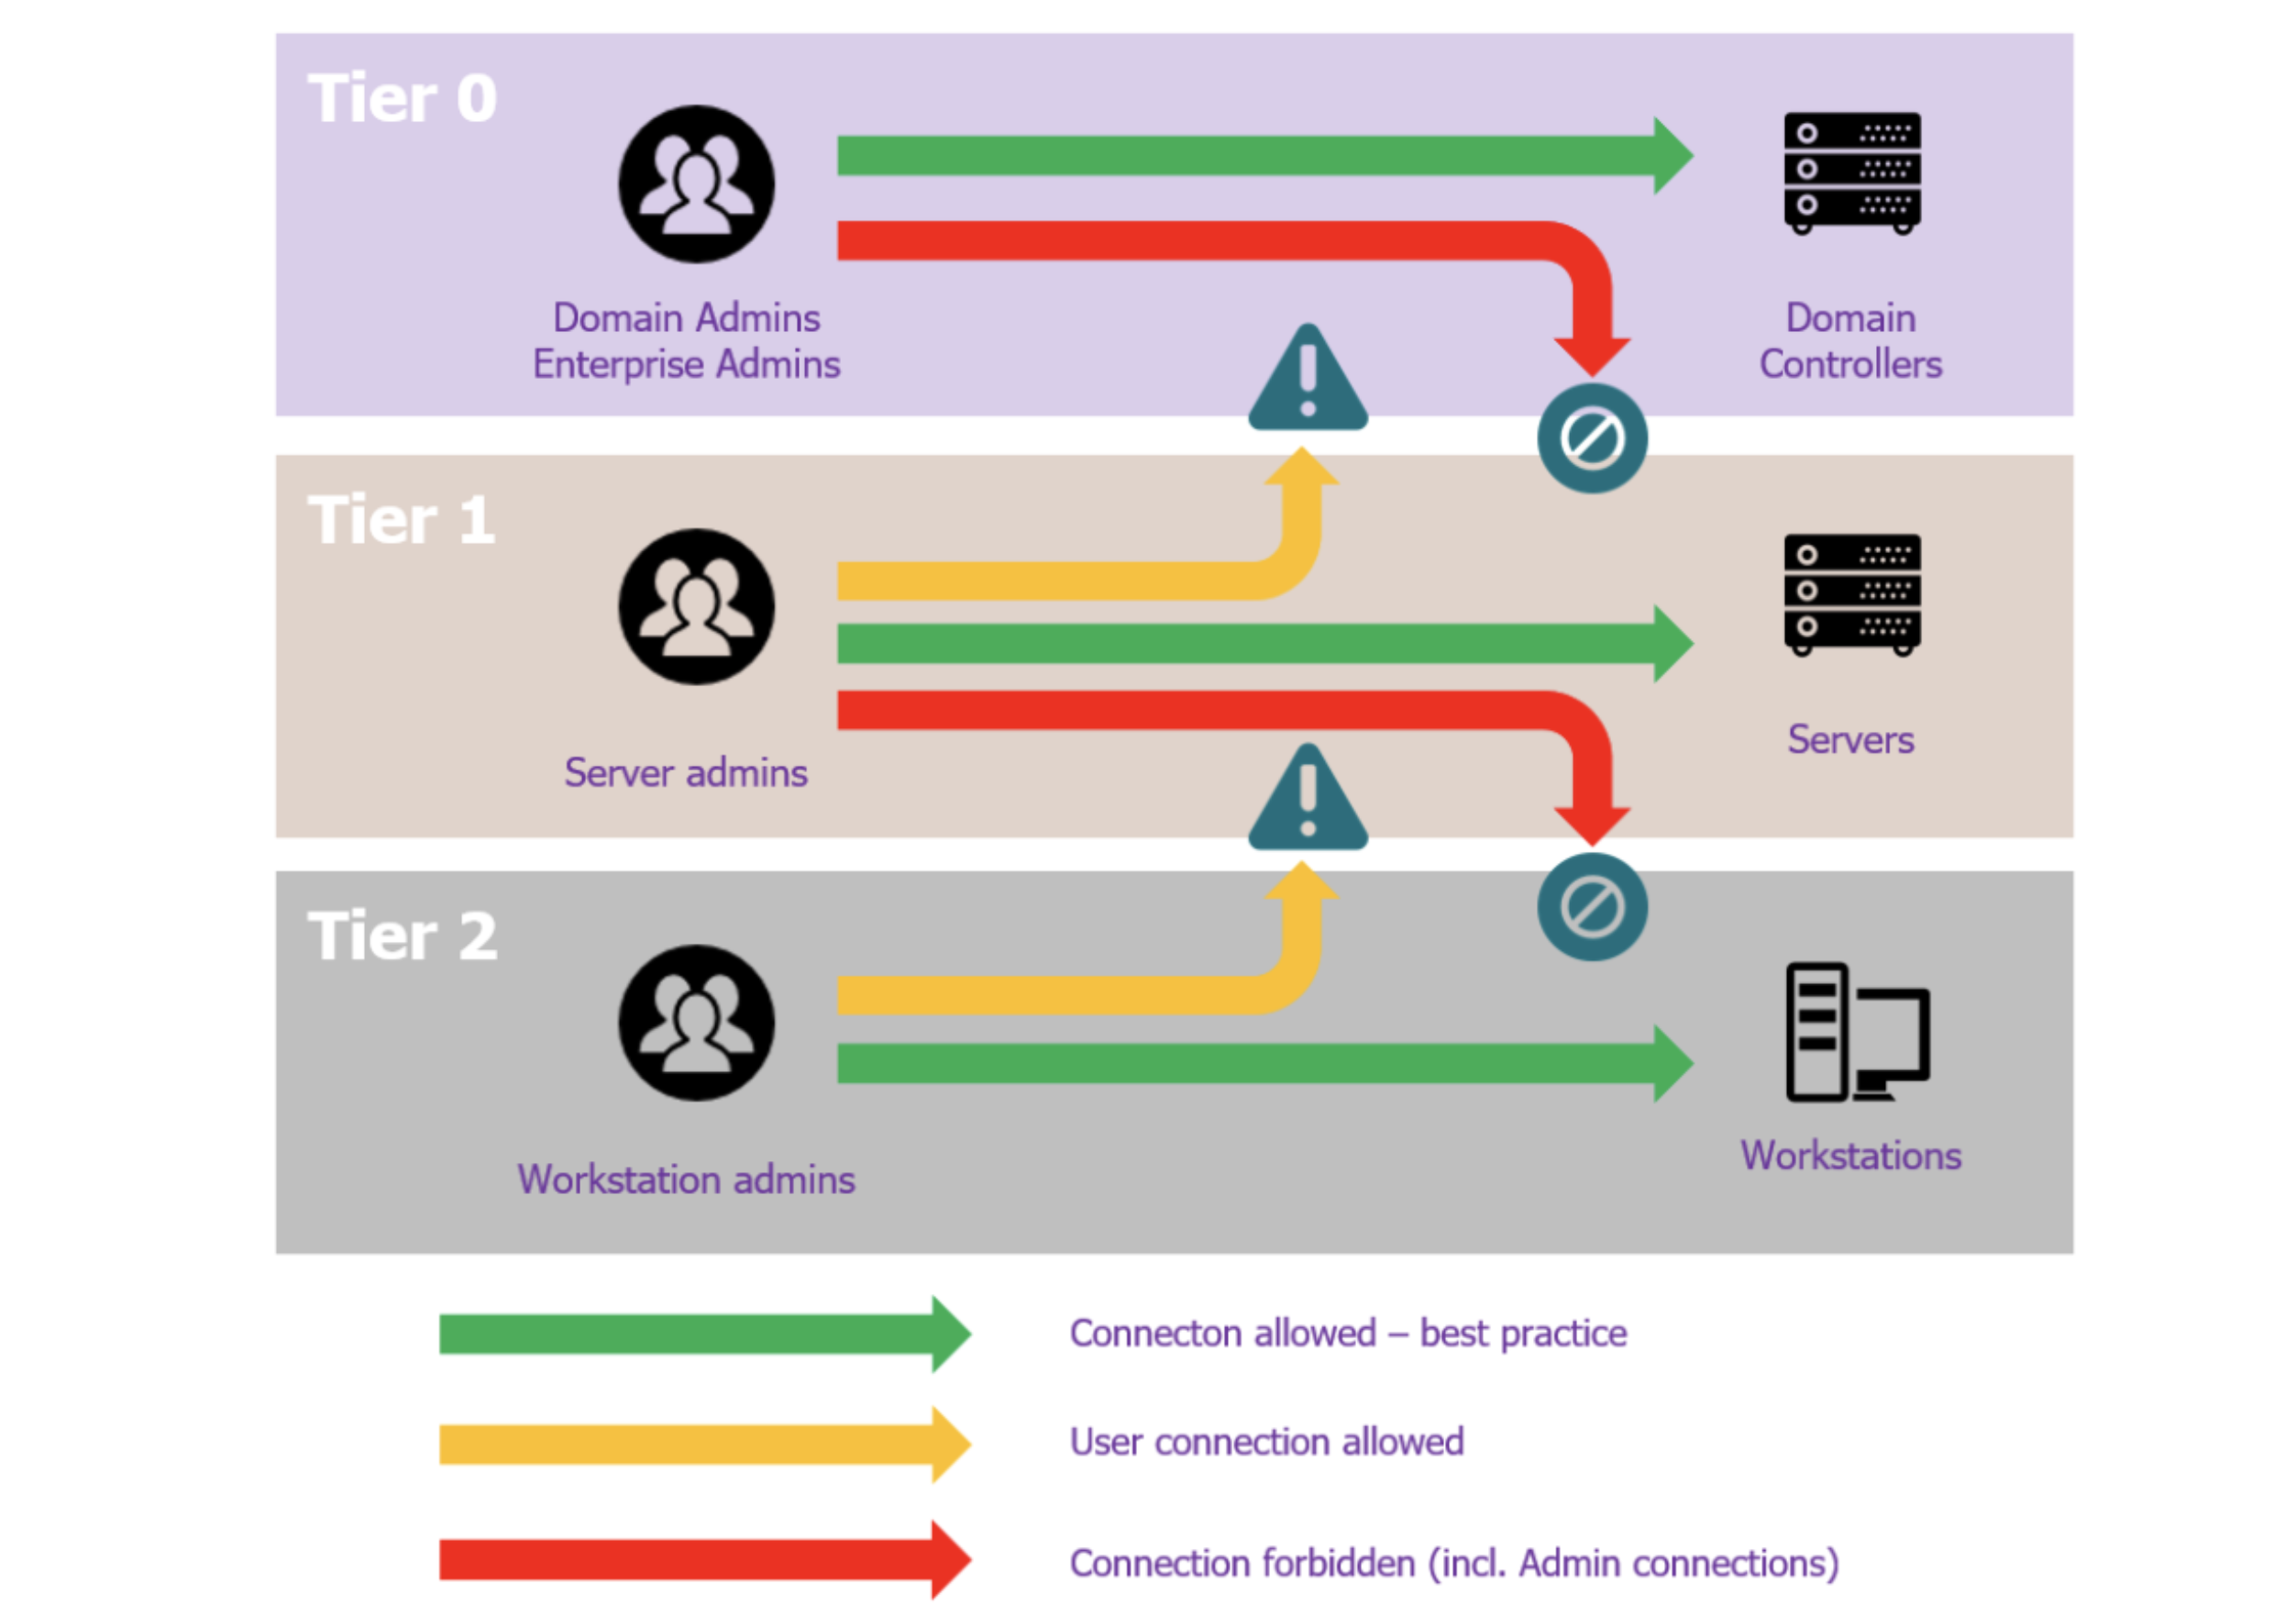 Tier 0
Domain Admins
Enterprise Admins
Domain
Controllers
Tier 1
Server admins
Servers
Tier 2
Workstation admins
Workstations
Connecton allowed – best practice
User connection allowed
Connection forbidden (incl. Admin connections)